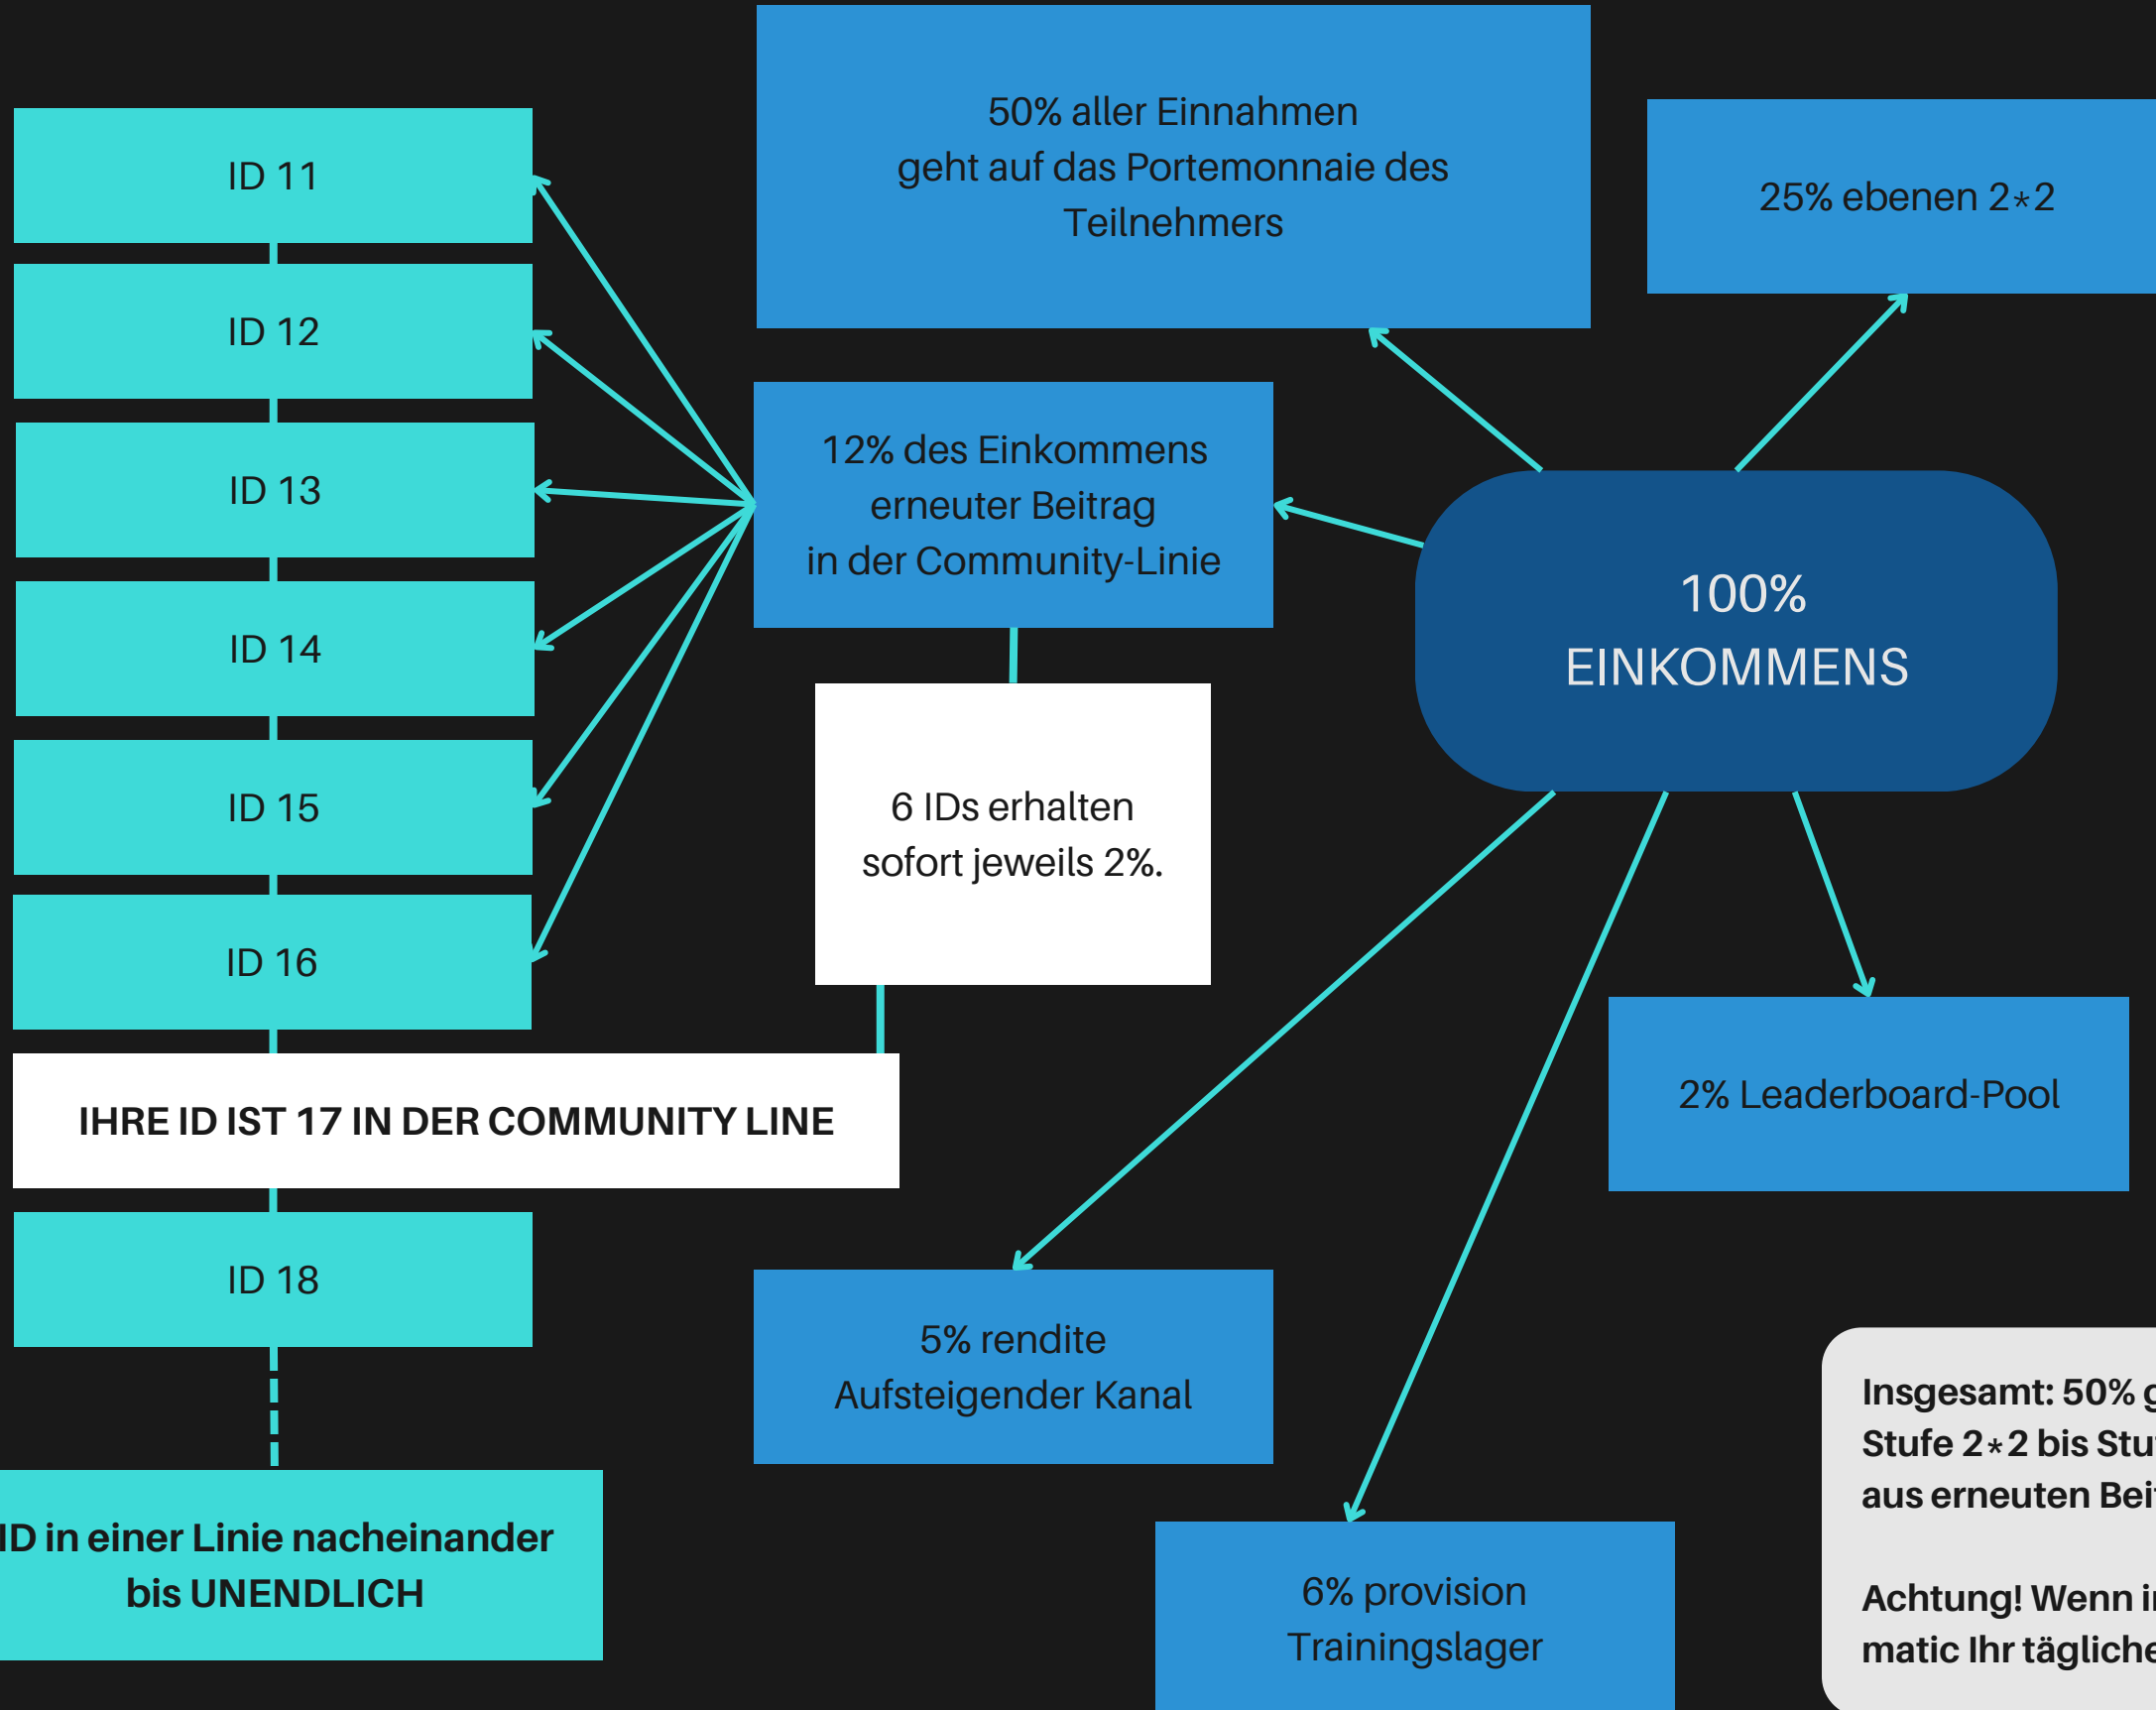 50% aller Einnahmen
geht auf das Portemonnaie des
Teilnehmers
25% ebenen 2*2
ID 11
ID 12
ID 13
ID 14
ID 15
ID 16
12% des Einkommens
erneuter Beitrag
in der Community-Linie
100%
EINKOMMENS
6 IDs erhalten
sofort jeweils 2%.
IHRE ID IST 17 IN DER COMMUNITY LINE
ID 18
2% Leaderboard-Pool
5% rendite
Aufsteigender Kanal
ID in einer Linie nacheinander
bis UNENDLICH
6% provision
Trainingslager
Insgesamt: 50%
Stufe 2*2 bis
aus erneuten
Achtung! Wenn
matic Ihr